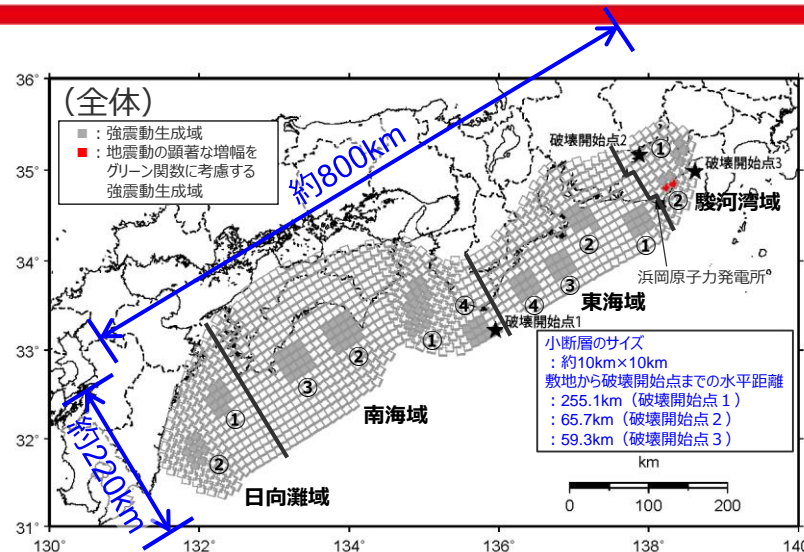 (全体)
■：強震動生成域
■：地震動の顕著な増幅を
グリーン関数に考慮する
強震動生成域
約800km
約220km
36°
35°
34°
33°
32°
31°
破壊開始点2
①
破壊開始点3
②
駿河湾域
浜岡原子力発電所
①
②
③
④
東海域
破壊開始点1
④
①
②
③
南海域
①
②
日向灘域
小断層のサイズ
：約10km×10km
敷地から破壊開始点までの水平距離
：255.1km（破壊開始点１）
：65.7km（破壊開始点２）
：59.3km（破壊開始点３）
km
0 100 200
130° 132° 134° 136° 138° 140